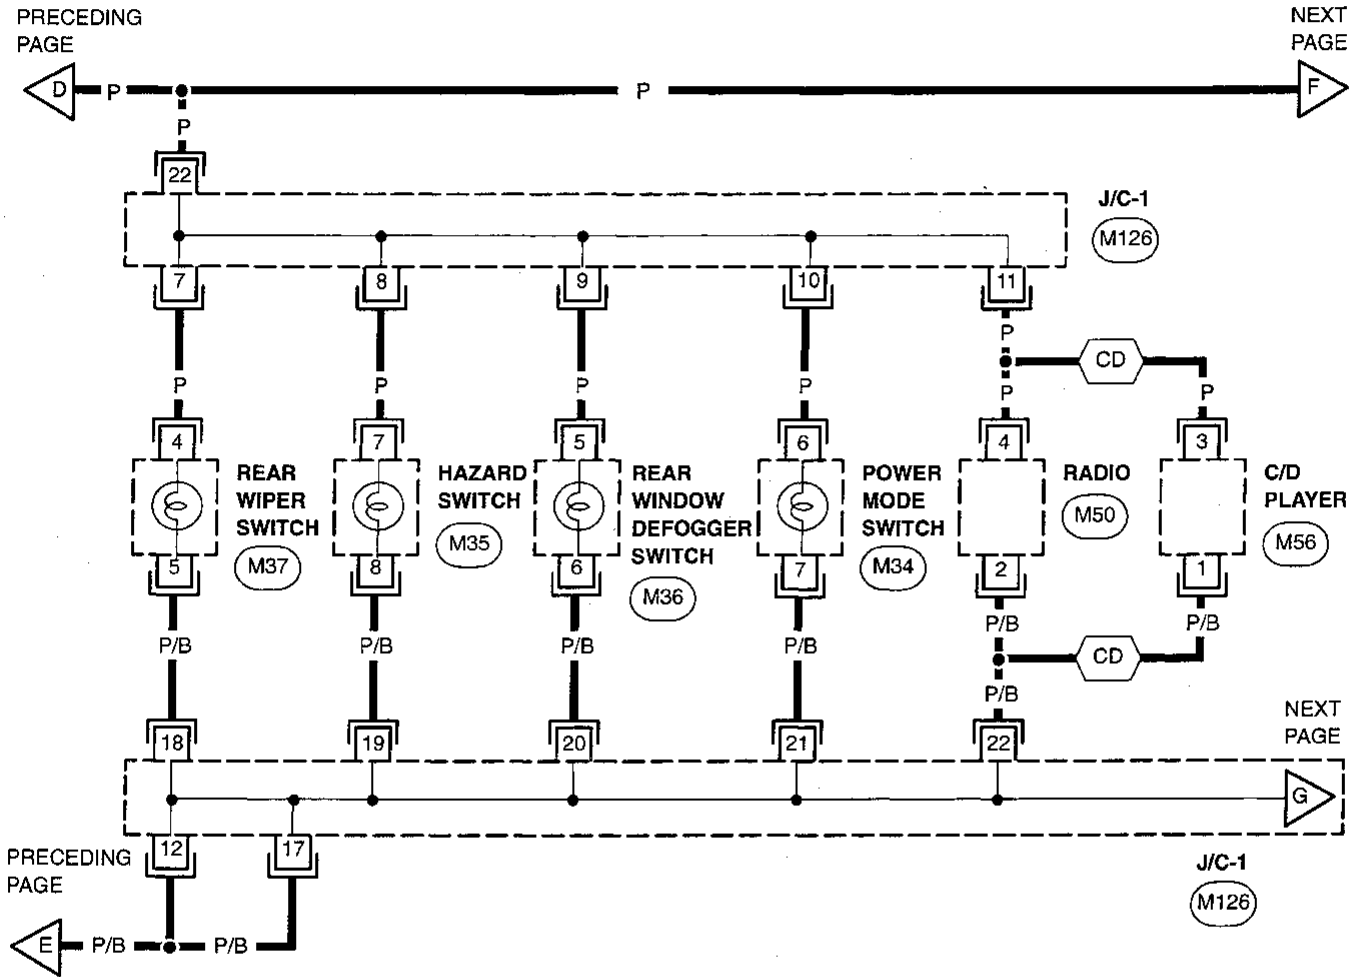 PRECEDING
PAGE
NEXT
PAGE
D
P
P
F
P
22
J/C-1
M126
7
8
9
10
11
P
CD
P
P
P
P
P
P
4
7
5
6
4
3
REAR
WIPER
SWITCH
M37
HAZARD
SWITCH
M35
REAR
WINDOW
DEFOGGER
SWITCH
M36
POWER
MODE
SWITCH
M34
RADIO
M50
C/D
PLAYER
M56
5
8
6
7
2
1
P/B
P/B
P/B
P/B
P/B
P/B
CD
P/B
18
19
20
21
22
NEXT
PAGE
G
12
17
PRECEDING
PAGE
J/C-1
M126
E
P/B
P/B